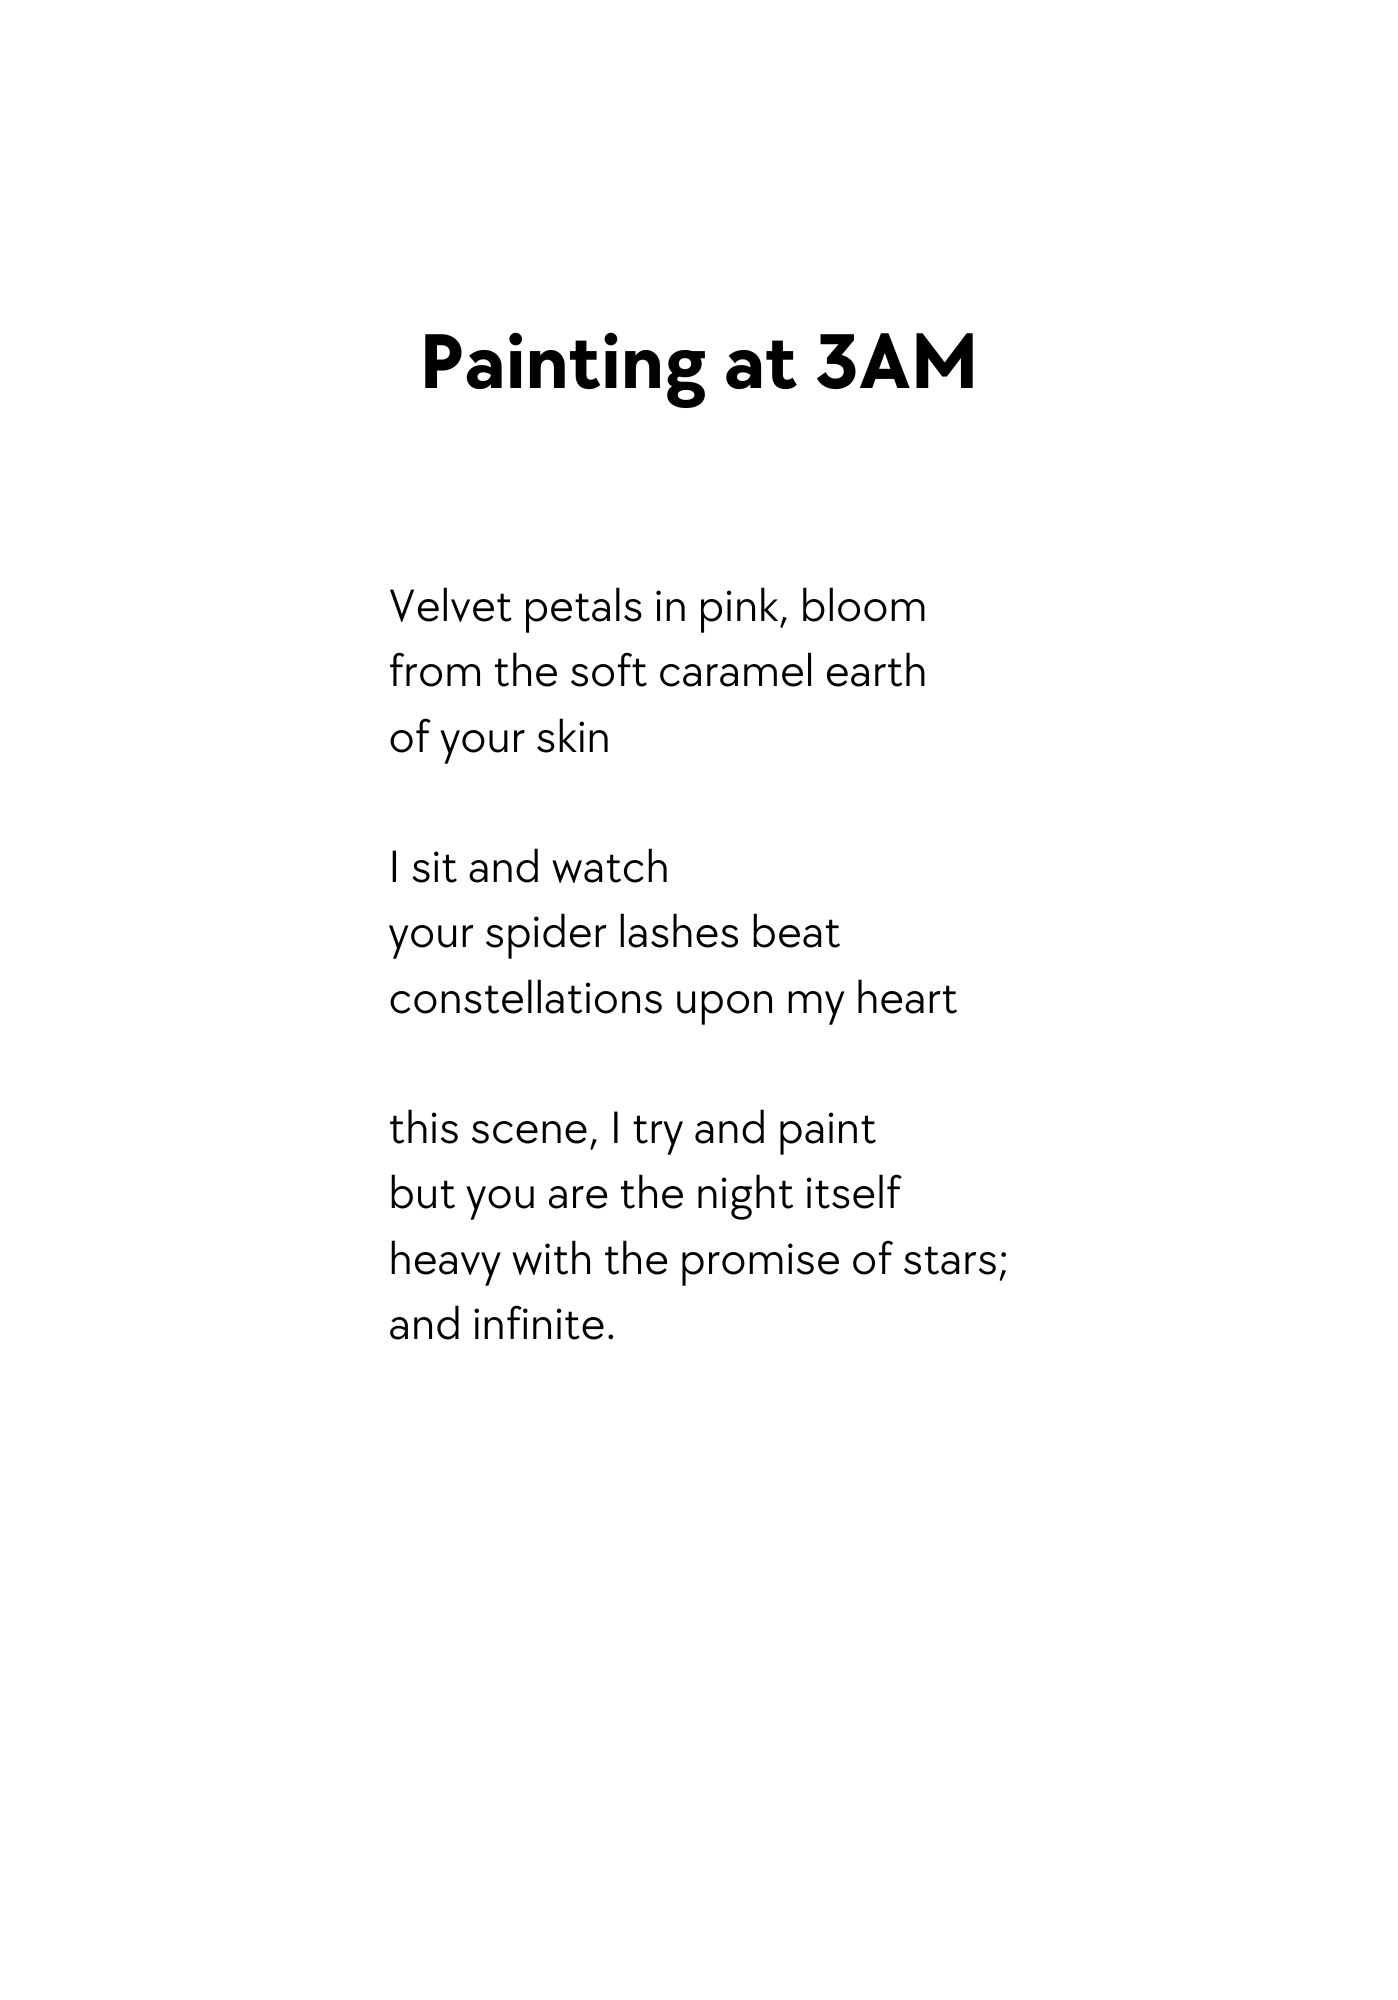 Painting at 3AM
Velvet petals in pink, bloom
from the soft caramel earth
of your skin
I sit and watch
your spider lashes beat
constellations upon my heart
this scene, I try and paint
but you are the night itself
heavy with the promise of stars;
and infinite.